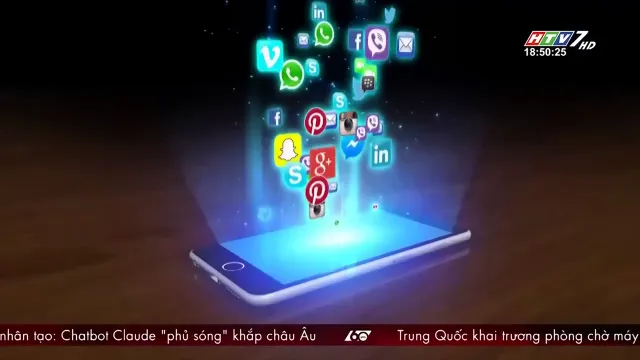 HTV7 HD
18:50:25
g+
nhân tạo: Chatbot Claude "phủ sóng" khắp châu Âu 60 Trung Quốc khai trương phòng chờ máy